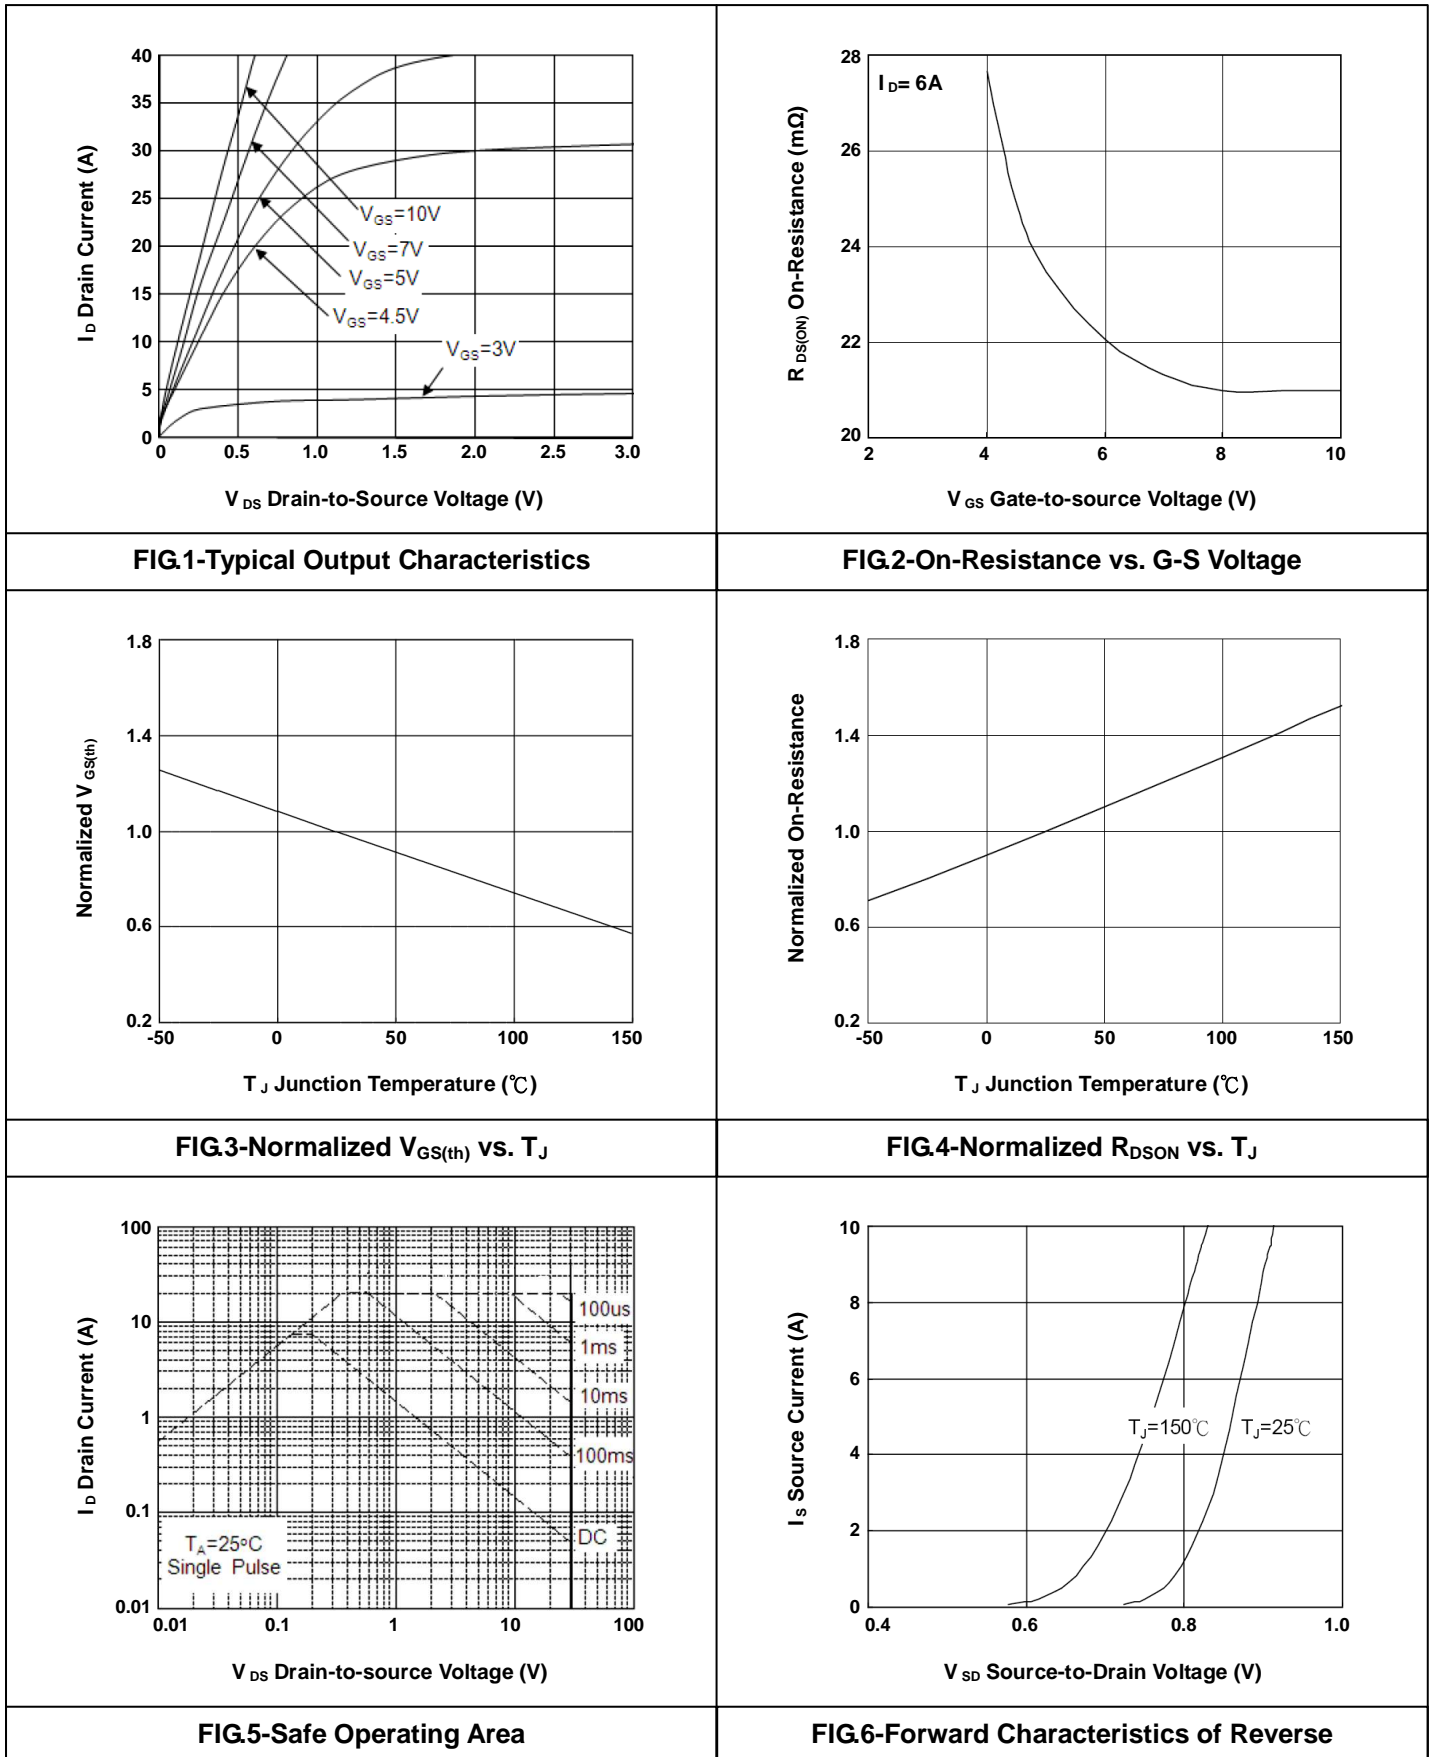 40
35
30
25
20
15
10
5
0
0 0.5 1.0 1.5 2.0 2.5 3.0
I D Drain Current (A)
VGS=10V
VGS=7V
VGS=5V
VGS=4.5V
VGS=3V
V DS Drain-to-Source Voltage (V)
FIG.1-Typical Output Characteristics
28
26
24
22
20
2 4 6 8 10
I D= 6A
R DS(ON) On-Resistance (mΩ)
V GS Gate-to-source Voltage (V)
FIG.2-On-Resistance vs. G-S Voltage
1.8
1.4
1.0
0.6
0.2
-50 0 50 100 150
Normalized V GS(th)
T J Junction Temperature (℃)
FIG.3-Normalized VGS(th) vs. TJ
1.8
1.4
1.0
0.6
0.2
-50 0 50 100 150
Normalized On-Resistance
T J Junction Temperature (℃)
FIG.4-Normalized RDSON vs. TJ
100
10
1
0.1
0.01
0.01 0.1 1 10 100
I D Drain Current (A)
100us
1ms
10ms
100ms
DC
TA=25oC
Single Pulse
V DS Drain-to-source Voltage (V)
FIG.5-Safe Operating Area
10
8
6
4
2
0
0.4 0.6 0.8 1.0
I S Source Current (A)
TJ=150℃
TJ=25℃
V SD Source-to-Drain Voltage (V)
FIG.6-Forward Characteristics of Reverse